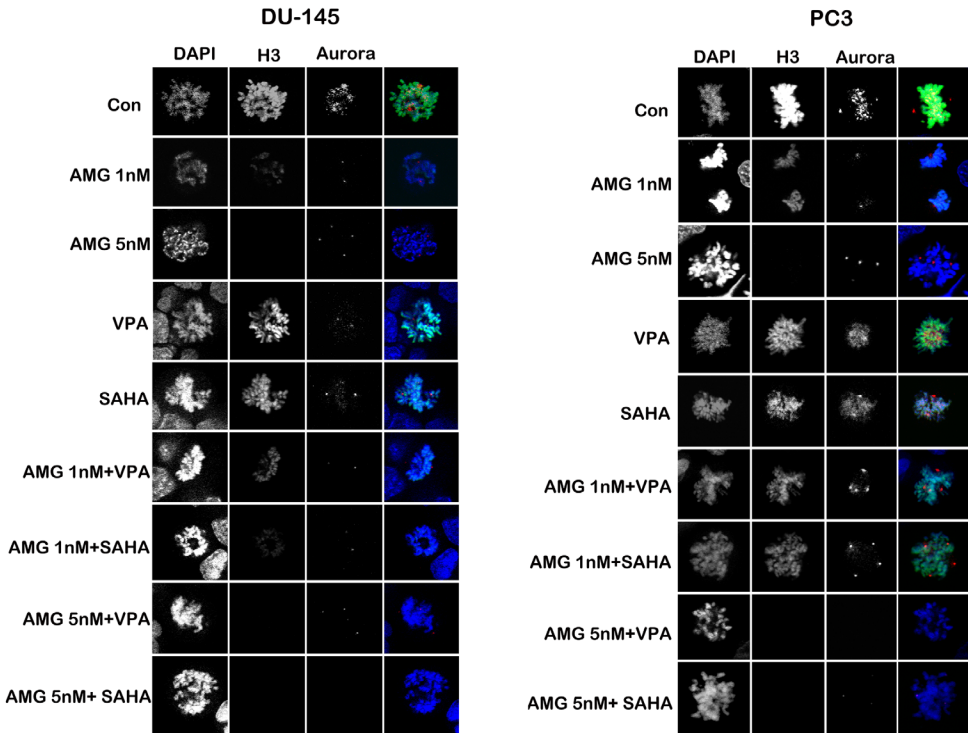 DU-145
DAPI H3 Aurora
Con
AMG 1nM
AMG 5nM
VPA
SAHA
AMG 1nM+VPA
AMG 1nM+SAHA
AMG 5nM+VPA
AMG 5nM+ SAHA
PC3
DAPI H3 Aurora
Con
AMG 1nM
AMG 5nM
VPA
SAHA
AMG 1nM+VPA
AMG 1nM+SAHA
AMG 5nM+VPA
AMG 5nM+ SAHA